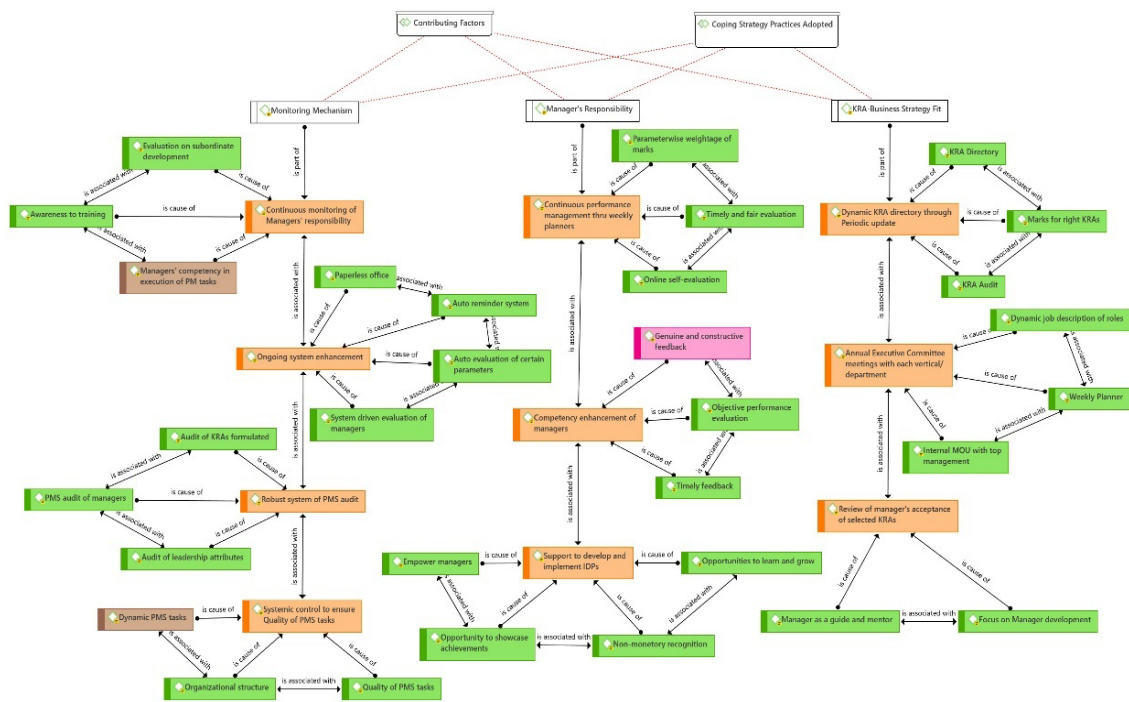 Contributing Factors
Coping Strategy Practices Adopted
Monitoring Mechanism
Manager's Responsibility
KRA-Business Strategy Fit
is part of
is part of
is part of
Evaluation on subordinate
development
is associated with
is cause of
Awareness to training
is cause of
Continuous monitoring of
Managers' responsibility
is associated with
is cause of
Managers' competency in
execution of PM tasks
is associated with
Parameterwise weightage of
marks
is cause of
is associated with
Continuous performance
management thru weekly
planners
is cause of
Timely and fair evaluation
is cause of
is associated with
Online self-evaluation
is associated with
KRA Directory
is cause of
is associated with
Dynamic KRA directory through
Periodic update
is cause of
Marks for right KRAs
is cause of
is associated with
KRA Audit
is associated with
Paperless office
associated with
is cause of
Auto reminder system
is cause of
associated with
Ongoing system enhancement
is cause of
Auto evaluation of certain
parameters
is cause of
is associated
System driven evaluation of
managers
is associated with
Genuine and constructive
feedback
is cause of
associated with
Competency enhancement of
managers
is cause of
Objective performance
evaluation
is cause of
is associated with
Timely feedback
is associated with
Dynamic job description of roles
is cause of
is associated with
Annual Executive Committee
meetings with each vertical/
department
is cause of
Weekly Planner
is cause of
is associated with
Internal MOU with top
management
is associated with
Audit of KRAs formulated
is associated with
is cause of
PMS audit of managers
is cause of
Robust system of PMS audit
is associated with
is cause of
Audit of leadership attributes
is associated with
Review of manager's acceptance
of selected KRAs
is cause of
is cause of
Manager as a guide and mentor
is associated with
Focus on Manager development
Empower managers
is cause of
Support to develop and
implement IDPs
is cause of
Opportunities to learn and grow
is associated with
is cause of
is cause of
is associated with
Opportunity to showcase
achievements
is associated with
Non-monetory recognition
Dynamic PMS tasks
is cause of
Systemic control to ensure
Quality of PMS tasks
is associated with
is cause of
is cause of
Organizational structure
is associated with
Quality of PMS tasks